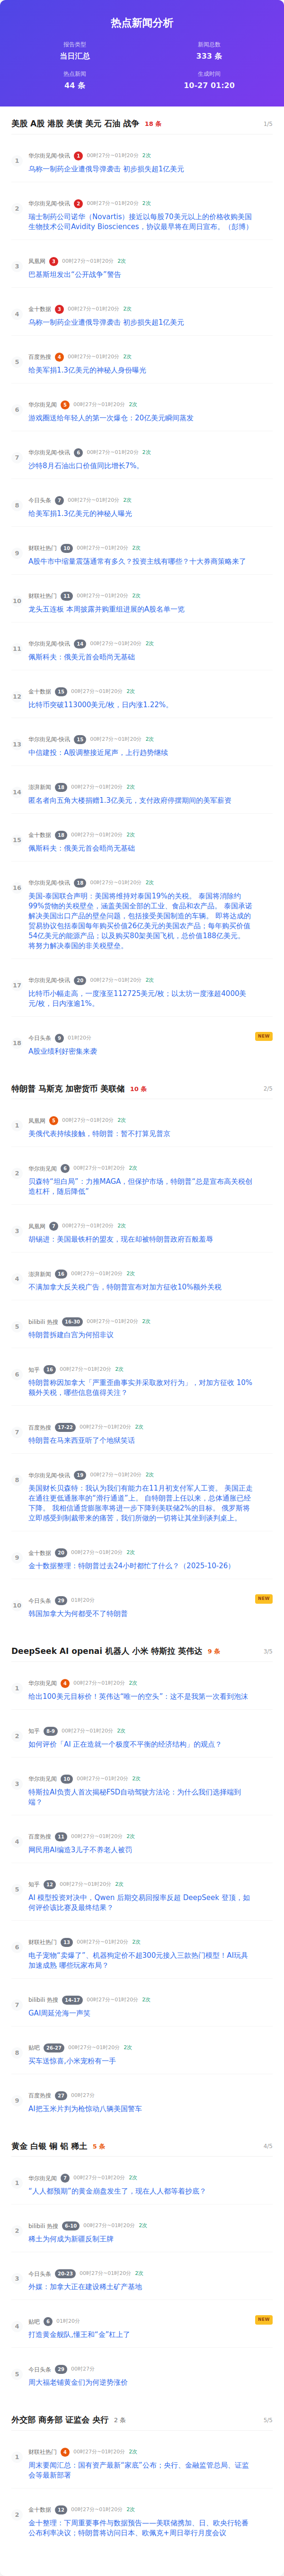 热点新闻分析
报告类型
新闻总数
当日汇总
333 条
热点新闻
生成时间
44 条
10-27 01:20
美股 A股 港股 美债 美元 石油 战争 18 条 1/5
1
华尔街见闻-快讯 1 00时27分~01时20分 2次
乌称一制药企业遭俄导弹袭击 初步损失超1亿美元
2
华尔街见闻-快讯 2 00时27分~01时20分 2次
瑞士制药公司诺华（Novartis）接近以每股70美元以上的价格收购美国
生物技术公司Avidity Biosciences，协议最早将在周日宣布。（彭博）
3
凤凰网 3 00时27分~01时20分 2次
巴基斯坦发出“公开战争”警告
4
金十数据 3 00时27分~01时20分 2次
乌称一制药企业遭俄导弹袭击 初步损失超1亿美元
5
百度热搜 4 00时27分~01时20分 2次
给美军捐1.3亿美元的神秘人身份曝光
6
华尔街见闻 5 00时27分~01时20分 2次
游戏圈送给年轻人的第一次爆仓：20亿美元瞬间蒸发
7
华尔街见闻-快讯 6 00时27分~01时20分 2次
沙特8月石油出口价值同比增长7%。
8
今日头条 7 00时27分~01时20分 2次
给美军捐1.3亿美元的神秘人曝光
9
财联社热门 10 00时27分~01时20分 2次
A股牛市中缩量震荡通常有多久？投资主线有哪些？十大券商策略来了
10
财联社热门 11 00时27分~01时20分 2次
龙头五连板 本周披露并购重组进展的A股名单一览
11
华尔街见闻-快讯 14 00时27分~01时20分 2次
佩斯科夫：俄美元首会晤尚无基础
12
金十数据 15 00时27分~01时20分 2次
比特币突破113000美元/枚，日内涨1.22%。
13
华尔街见闻-快讯 15 00时27分~01时20分 2次
中信建投：A股调整接近尾声，上行趋势继续
14
澎湃新闻 18 00时27分~01时20分 2次
匿名者向五角大楼捐赠1.3亿美元，支付政府停摆期间的美军薪资
15
金十数据 18 00时27分~01时20分 2次
佩斯科夫：俄美元首会晤尚无基础
16
华尔街见闻-快讯 18 00时27分~01时20分 2次
美国-泰国联合声明：美国将维持对泰国19%的关税。 泰国将消除约
99%货物的关税壁垒，涵盖美国全部的工业、食品和农产品。 泰国承诺
解决美国出口产品的壁垒问题，包括接受美国制造的车辆。 即将达成的
贸易协议包括泰国每年购买价值26亿美元的美国农产品；每年购买价值
54亿美元的能源产品；以及购买80架美国飞机，总价值188亿美元。 泰国
将努力解决泰国的非关税壁垒。
17
华尔街见闻-快讯 20 00时27分~01时20分 2次
比特币小幅走高，一度涨至112725美元/枚；以太坊一度涨超4000美
元/枚，日内涨逾1%。
18
今日头条 9 01时20分 NEW
A股业绩利好密集来袭
特朗普 马斯克 加密货币 美联储 10 条 2/5
1
凤凰网 5 00时27分~01时20分 2次
美俄代表持续接触，特朗普：暂不打算见普京
2
华尔街见闻 6 00时27分~01时20分 2次
贝森特“坦白局”：力推MAGA，但保护市场，特朗普“总是宣布高关税创
造杠杆，随后降低”
3
凤凰网 7 00时27分~01时20分 2次
胡锡进：美国最铁杆的盟友，现在却被特朗普政府百般羞辱
4
澎湃新闻 16 00时27分~01时20分 2次
不满加拿大反关税广告，特朗普宣布对加方征收10%额外关税
5
bilibili 热搜 16-30 00时27分~01时20分 2次
特朗普拆建白宫为何招非议
6
知乎 16 00时27分~01时20分 2次
特朗普称因加拿大「严重歪曲事实并采取敌对行为」，对加方征收 10%
额外关税，哪些信息值得关注？
7
百度热搜 17-22 00时27分~01时20分 2次
特朗普在马来西亚听了个地狱笑话
8
华尔街见闻-快讯 19 00时27分~01时20分 2次
美国财长贝森特：我认为我们有能力在11月初支付军人工资。 美国正走
在通往更低通胀率的“滑行通道”上。 自特朗普上任以来，总体通胀已经
下降。 我相信通货膨胀率将进一步下降到美联储2%的目标。 俄罗斯将
立即感受到制裁带来的痛苦，我们所做的一切将让其坐到谈判桌上。
9
金十数据 20 00时27分~01时20分 2次
金十数据整理：特朗普过去24小时都忙了什么？（2025-10-26）
10
今日头条 29 01时20分 NEW
韩国加拿大为何都受不了特朗普
DeepSeek AI openai 机器人 小米 特斯拉 英伟达 9 条 3/5
1
华尔街见闻 4 00时27分~01时20分 2次
给出100美元目标价！英伟达“唯一的空头”：这不是我第一次看到泡沫
2
知乎 8-9 00时27分~01时20分 2次
如何评价「AI 正在造就一个极度不平衡的经济结构」的观点？
3
华尔街见闻 10 00时27分~01时20分 2次
特斯拉AI负责人首次揭秘FSD自动驾驶方法论：为什么我们选择端到
端？
4
百度热搜 11 00时27分~01时20分 2次
网民用AI编造3儿子不养老人被罚
5
知乎 12 00时27分~01时20分 2次
AI 模型投资对决中，Qwen 后期交易回报率反超 DeepSeek 登顶，如
何评价该比赛及最终结果？
6
财联社热门 13 00时27分~01时20分 2次
电子宠物“卖爆了”、机器狗定价不超300元接入三款热门模型！AI玩具
加速成熟 哪些玩家布局？
7
bilibili 热搜 14-17 00时27分~01时20分 2次
GAI周延沧海一声笑
8
贴吧 26-27 00时27分~01时20分 2次
买车送惊喜,小米宠粉有一手
9
百度热搜 27 00时27分
AI把玉米片判为枪惊动八辆美国警车
黄金 白银 铜 铝 稀土 5 条 4/5
1
华尔街见闻 7 00时27分~01时20分 2次
“人人都预期”的黄金崩盘发生了，现在人人都等着抄底？
2
bilibili 热搜 6-10 00时27分~01时20分 2次
稀土为何成为新疆反制王牌
3
今日头条 20-23 00时27分~01时20分 2次
外媒：加拿大正在建设稀土矿产基地
4
贴吧 6 01时20分 NEW
打造黄金舰队,懂王和“金”杠上了
5
今日头条 29 00时27分
周大福老铺黄金们为何逆势涨价
外交部 商务部 证监会 央行 2 条 5/5
1
财联社热门 4 00时27分~01时20分 2次
周末要闻汇总：国有资产最新“家底”公布；央行、金融监管总局、证监
会等最新部署
2
金十数据 12 00时27分~01时20分 2次
金十整理：下周重要事件与数据预告——美联储携加、日、欧央行轮番
公布利率决议；特朗普将访问日本、欧佩克+周日举行月度会议